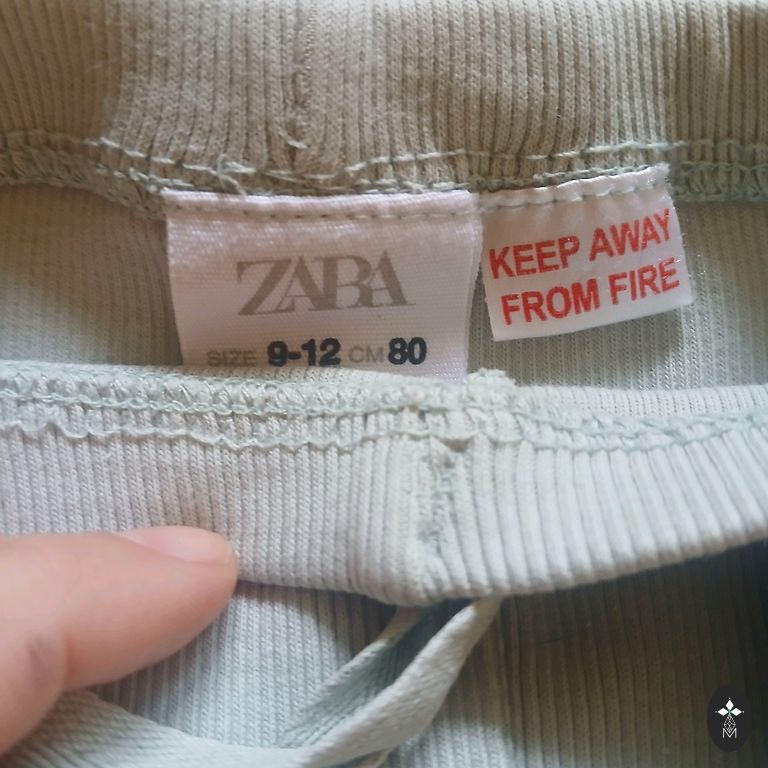 ZARA
SIZE 9-12 CM 80
KEEP AWAY
FROM FIRE
M